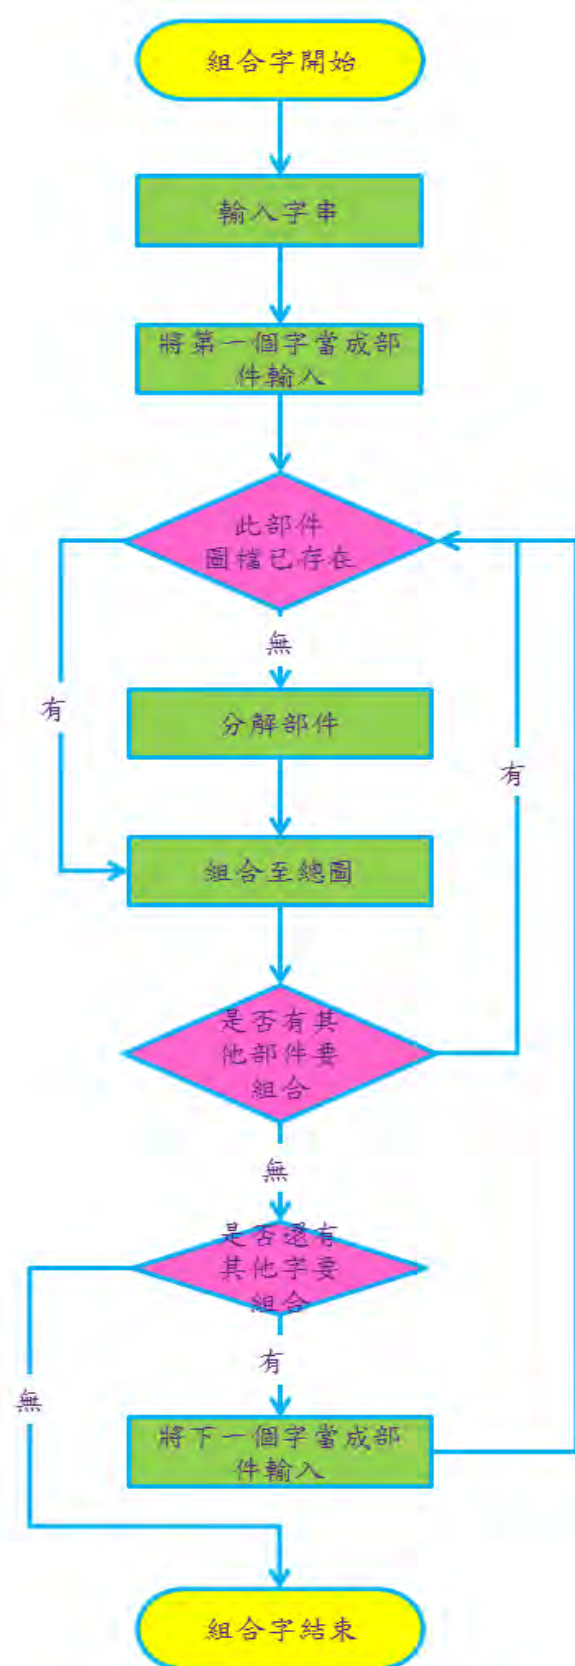 組合字開始
輸入字串
將第一個字當成部
件輸入
此部件
圖檔已存在
無
有
分解部件
有
組合至總圖
是否有其
他部件要
組合
無
是否還有
其他字要
組合
有
無
將下一個字當成部
件輸入
組合字結束